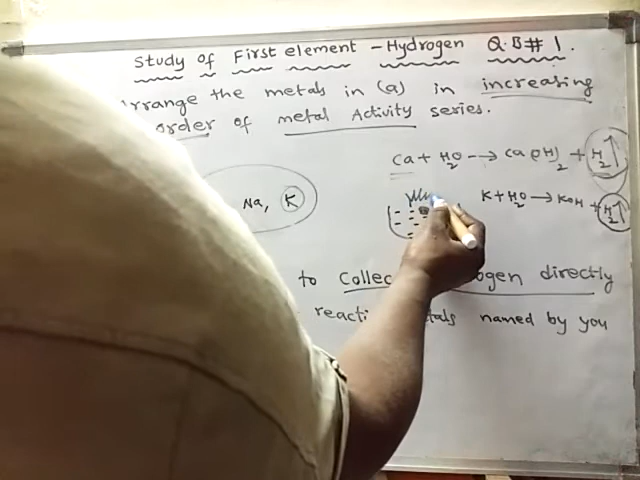 Study of First element - Hydrogen Q.B# 1.
rrange the metals in (a) in increasing
order of metal Activity series.
Ca + H2O → Ca(OH)2 + H2↑
Na, K
K + H2O → KOH + H2↑
to Collec ogen directly
reacti als named by you